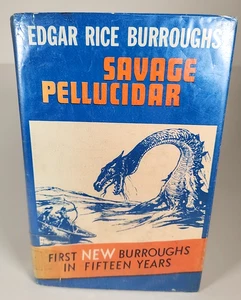 EDGAR RICE BURROUGHS
SAVAGE
PELLUCIDAR
FIRST NEW BURROUGHS
IN FIFTEEN YEARS